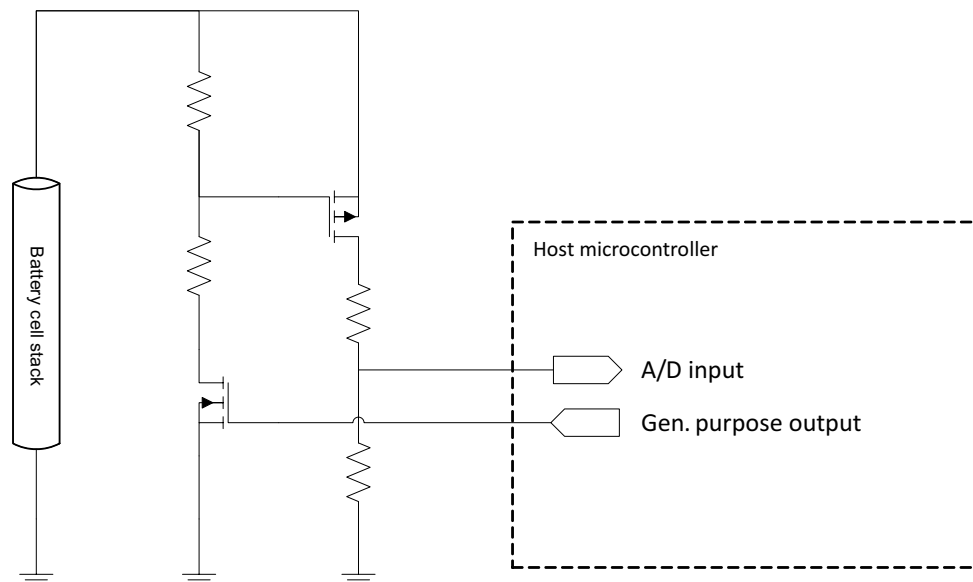 Battery cell stack
Host microcontroller
A/D input
Gen. purpose output